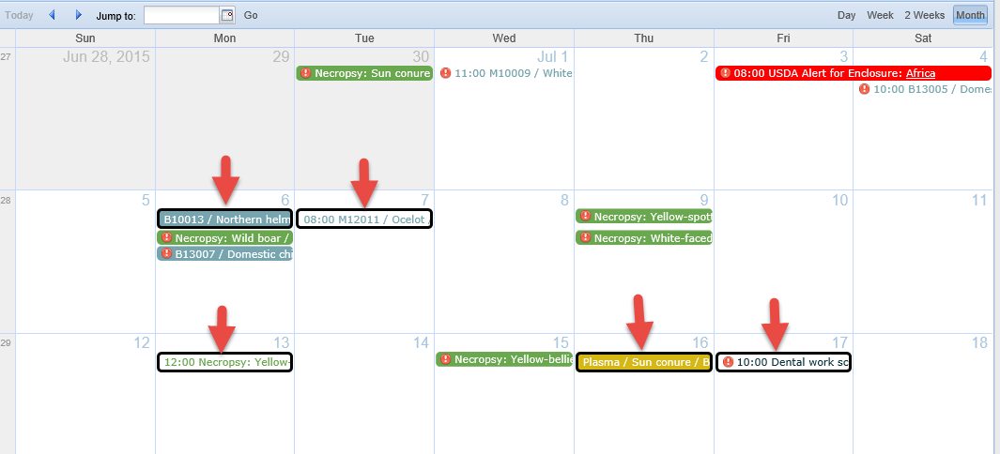 Today Jump to: Go Day Week 2 Weeks Month
Sun Mon Tue Wed Thu Fri Sat
27 Jun 28, 2015 29 30 Jul 1 2 3 4
Necropsy: Sun conure 11:00 M10009 / White 08:00 USDA Alert for Enclosure: Africa
10:00 B13005 / Dome
28 5 6 7 8 9 10 11
B10013 / Northern helm 08:00 M12011 / Ocelot Necropsy: Yellow-spot
Necropsy: Wild boar / Necropsy: White-faced
B13007 / Domestic chi
29 12 13 14 15 16 17 18
12:00 Necropsy: Yellow- Necropsy: Yellow-bellie Plasma / Sun conure / B 10:00 Dental work sc